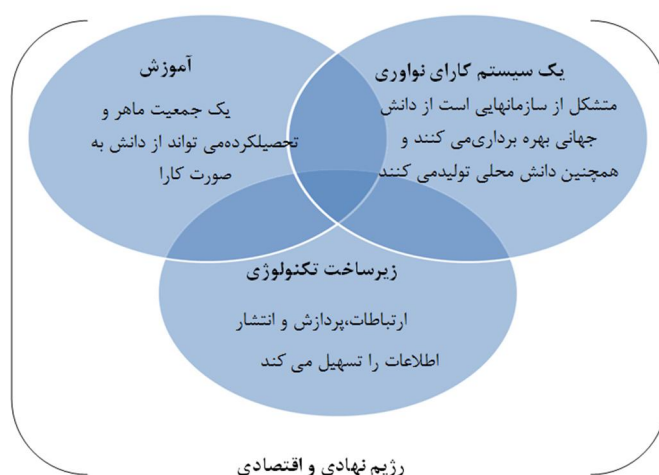 یک سیستم کارای نواوری
متشکل از سازمانهایی است از دانش
جهانی بهره برداری‌می کنند و
همچنین دانش محلی تولیدمی کنند
آموزش
یک جمعیت ماهر و
تحصیلکرده‌می تواند از دانش به
صورت کارا
زیرساخت تکنولوژی
ارتباطات،پردازش و انتشار
اطلاعات را تسهیل می کند
رژیم نهادی و اقتصادی